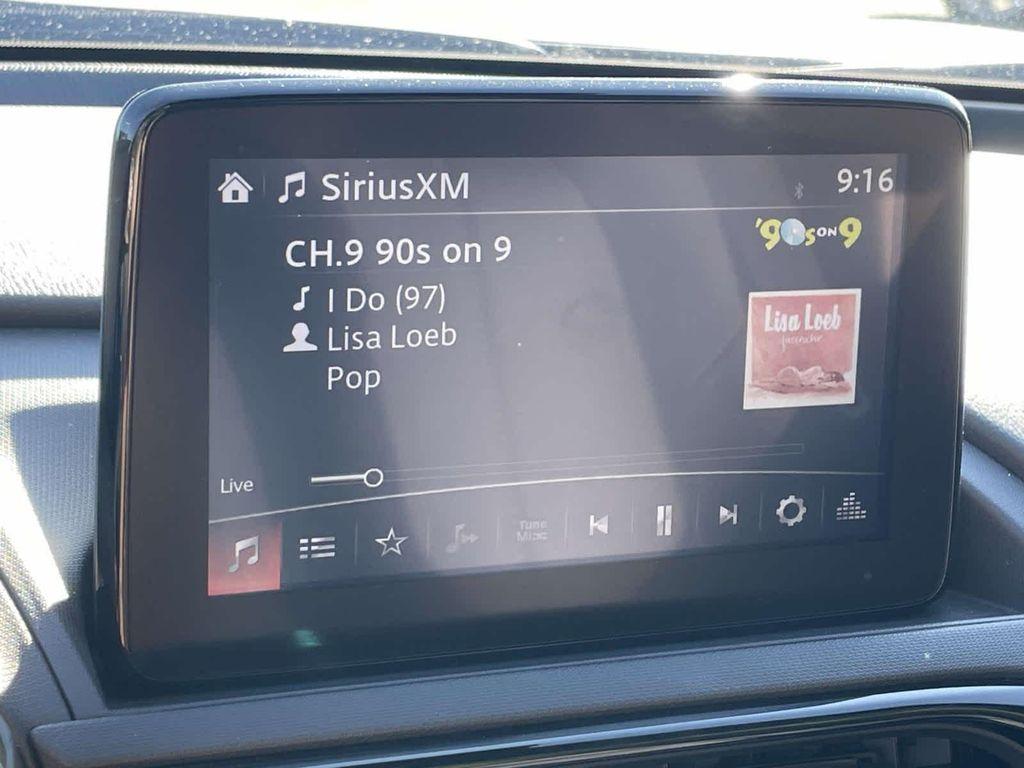 SiriusXM
9:16
CH.9 90s on 9
'90s ON 9
I Do (97)
Lisa Loeb
Pop
Lisa Loeb
firecracker
Live
Tune
Mix